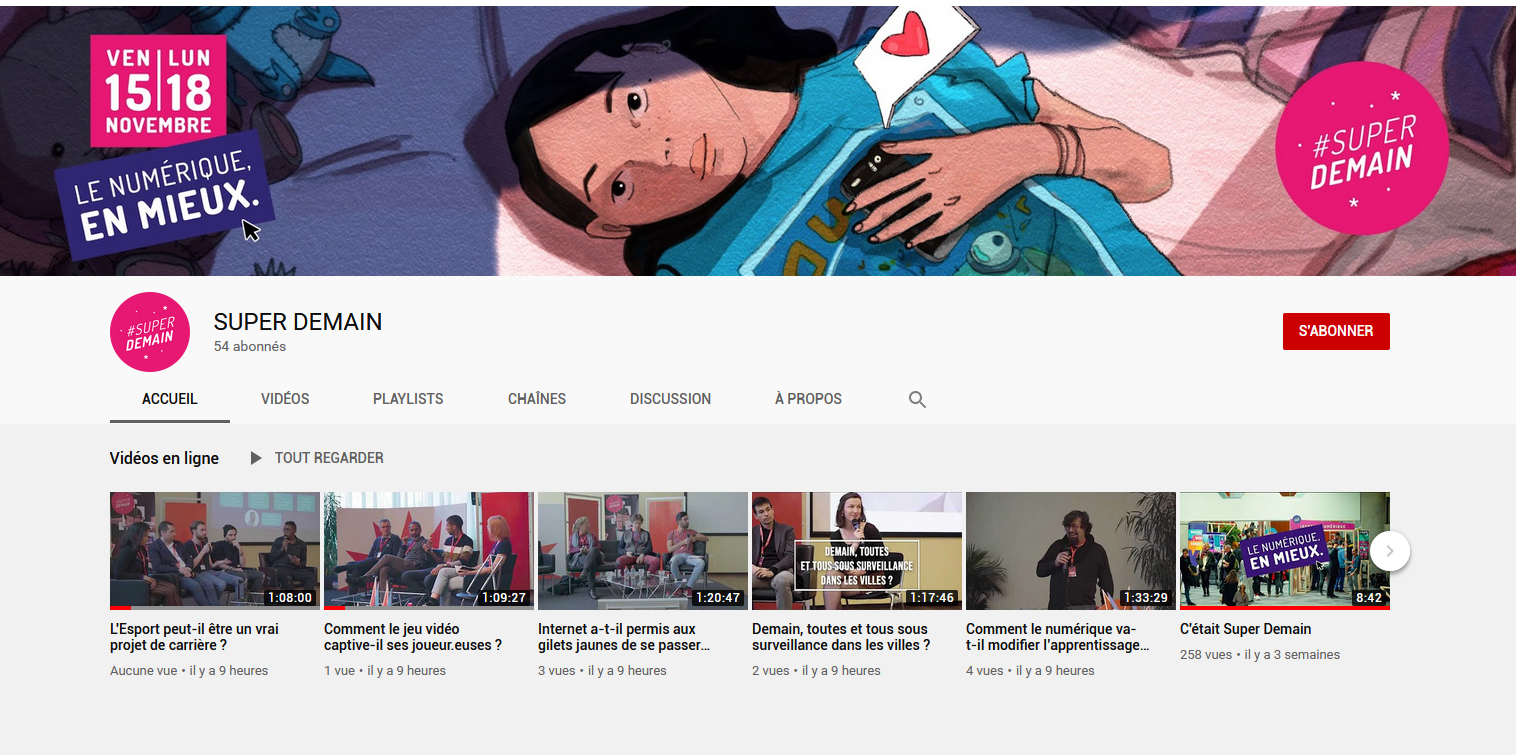 VEN LUN
15 18
NOVEMBRE
LE NUMÉRIQUE,
EN MIEUX.
#SUPER
DEMAIN
#SUPER
DEMAIN
SUPER DEMAIN
54 abonnés
S'ABONNER
ACCUEIL VIDÉOS PLAYLISTS CHAÎNES DISCUSSION À PROPOS
Vidéos en ligne TOUT REGARDER
1:08:00
L'Esport peut-il être un vrai
projet de carrière ?
Aucune vue • il y a 9 heures
1:09:27
Comment le jeu vidéo
captive-il ses joueur.euses ?
1 vue • il y a 9 heures
1:20:47
Internet a-t-il permis aux
gilets jaunes de se passer...
3 vues • il y a 9 heures
DEMAIN, TOUTES
ET TOUS SOUS SURVEILLANCE
DANS LES VILLES ?
1:17:46
Demain, toutes et tous sous
surveillance dans les villes ?
2 vues • il y a 9 heures
1:33:29
Comment le numérique va-
t-il modifier l'apprentissage...
4 vues • il y a 9 heures
LE NUMÉRIQUE,
EN MIEUX.
8:42
C'était Super Demain
258 vues • il y a 3 semaines